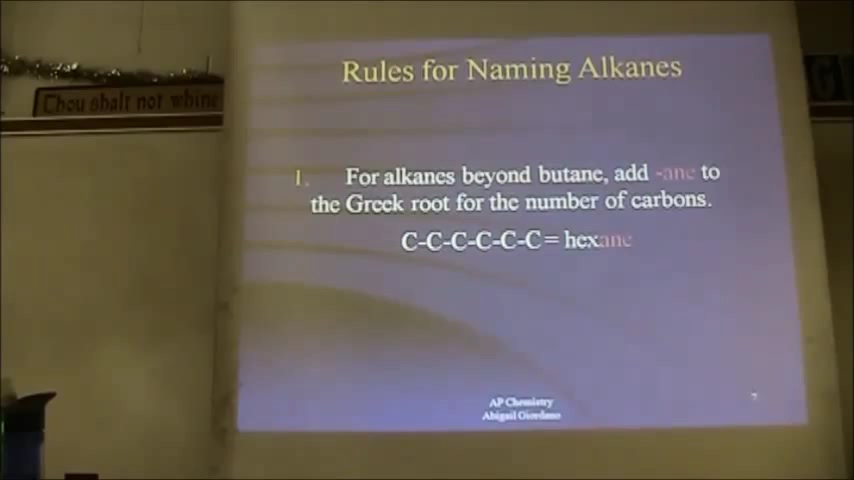 Thou shalt not whine
Rules for Naming Alkanes
1. For alkanes beyond butane, add -ane to
the Greek root for the number of carbons.
C-C-C-C-C-C = hexane
AP Chemistry
Abigail Giordano
7